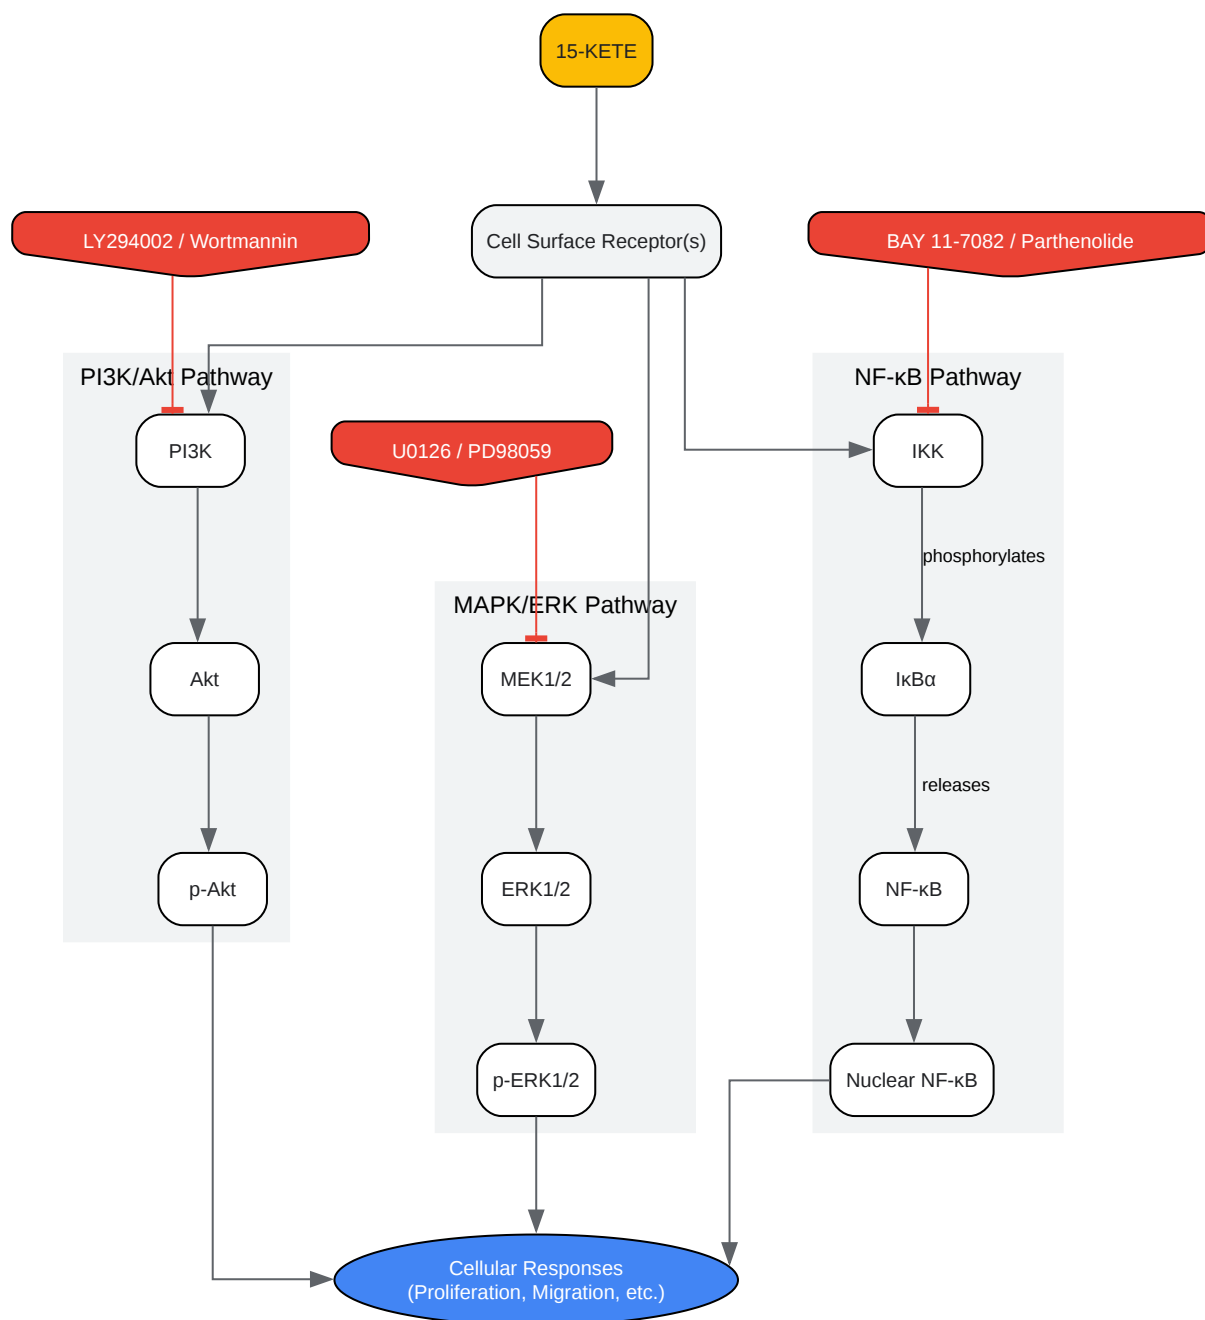 15-KETE
LY294002 / Wortmannin
Cell Surface Receptor(s)
BAY 11-7082 / Parthenolide
PI3K/Akt Pathway
NF-κB Pathway
PI3K
U0126 / PD98059
IKK
phosphorylates
MAPK/ERK Pathway
Akt
MEK1/2
IκBα
releases
p-Akt
ERK1/2
NF-κB
p-ERK1/2
Nuclear NF-κB
Cellular Responses
(Proliferation, Migration, etc.)